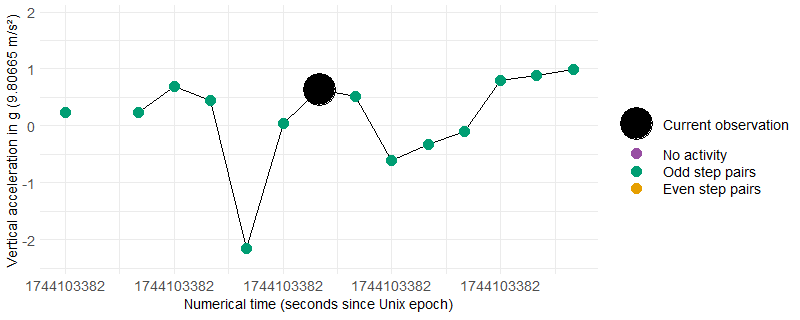 Vertical acceleration in g (9.80665 m/s²)
2
1
0
-1
-2
1744103382 1744103382 1744103382 1744103382 1744103382
Numerical time (seconds since Unix epoch)
Current observation
No activity
Odd step pairs
Even step pairs